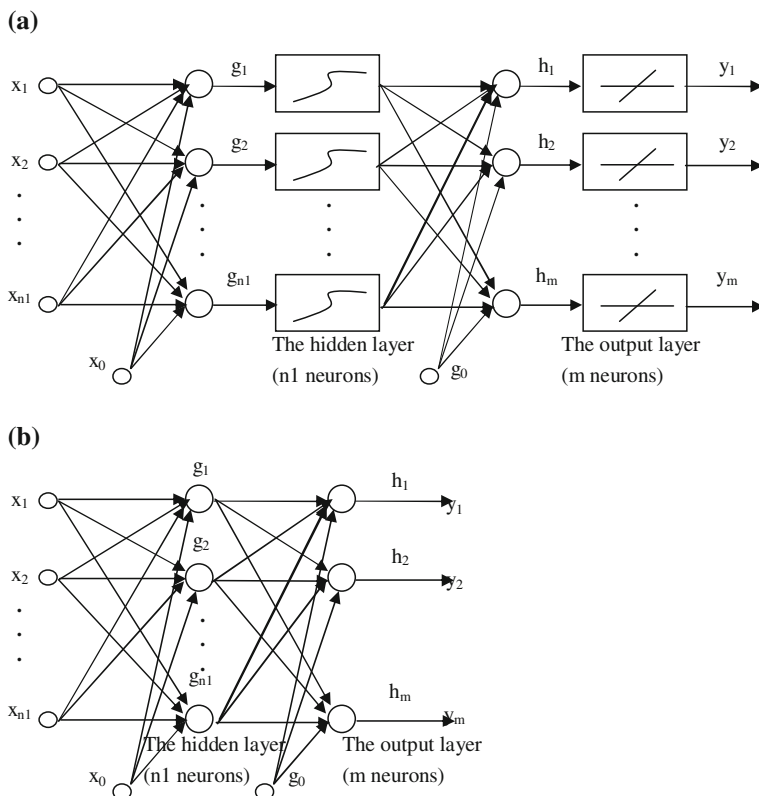 (a)
x1 g1 h1 y1
x2 g2 h2 y2
xn1 gn1 hm ym
The hidden layer The output layer
x0 (n1 neurons) g0 (m neurons)
(b)
g1 h1
x1 y1
g2 h2
x2 y2
gn1 hm
xn1 ym
The hidden layer The output layer
x0 (n1 neurons) g0 (m neurons)